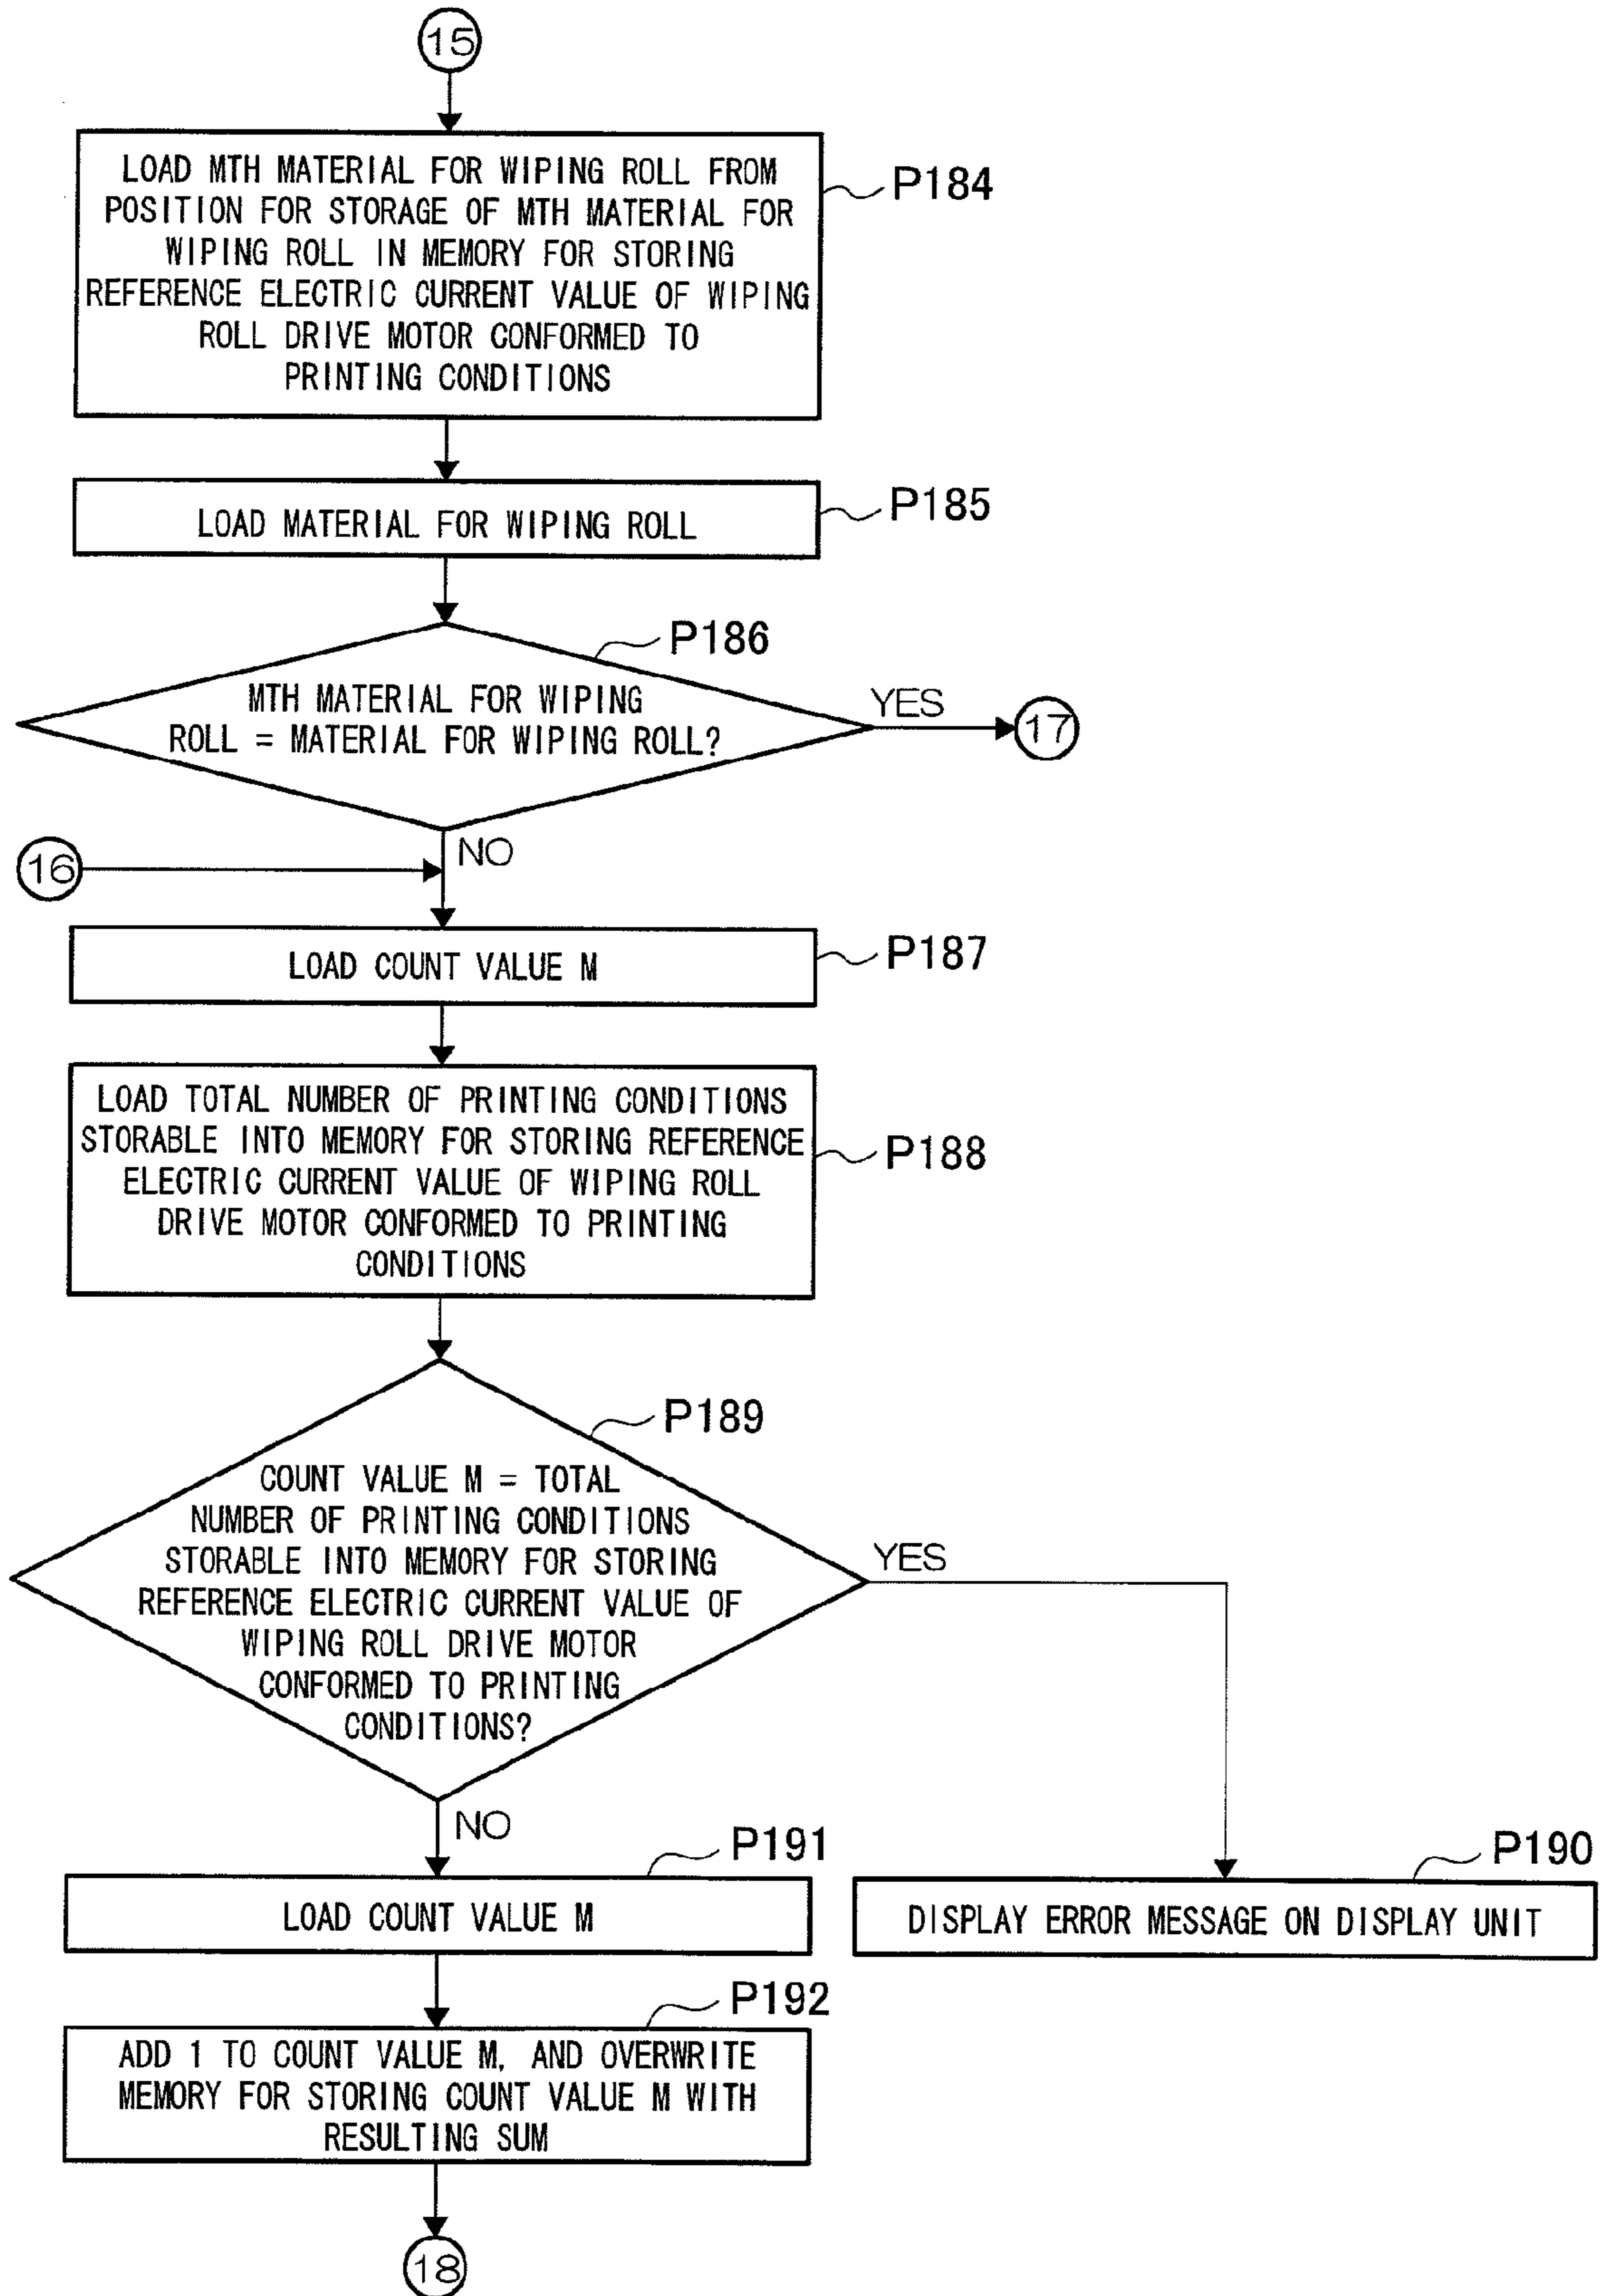 15
LOAD MTH MATERIAL FOR WIPING ROLL FROM
POSITION FOR STORAGE OF MTH MATERIAL FOR
WIPING ROLL IN MEMORY FOR STORING
REFERENCE ELECTRIC CURRENT VALUE OF WIPING
ROLL DRIVE MOTOR CONFORMED TO
PRINTING CONDITIONS
P184
LOAD MATERIAL FOR WIPING ROLL
P185
P186
MTH MATERIAL FOR WIPING
ROLL = MATERIAL FOR WIPING ROLL?
YES
17
NO
16
LOAD COUNT VALUE M
P187
LOAD TOTAL NUMBER OF PRINTING CONDITIONS
STORABLE INTO MEMORY FOR STORING REFERENCE
ELECTRIC CURRENT VALUE OF WIPING ROLL
DRIVE MOTOR CONFORMED TO PRINTING
CONDITIONS
P188
P189
COUNT VALUE M = TOTAL
NUMBER OF PRINTING CONDITIONS
STORABLE INTO MEMORY FOR STORING
REFERENCE ELECTRIC CURRENT VALUE OF
WIPING ROLL DRIVE MOTOR
CONFORMED TO PRINTING
CONDITIONS?
YES
NO
P191
LOAD COUNT VALUE M
P190
DISPLAY ERROR MESSAGE ON DISPLAY UNIT
P192
ADD 1 TO COUNT VALUE M, AND OVERWRITE
MEMORY FOR STORING COUNT VALUE M WITH
RESULTING SUM
18